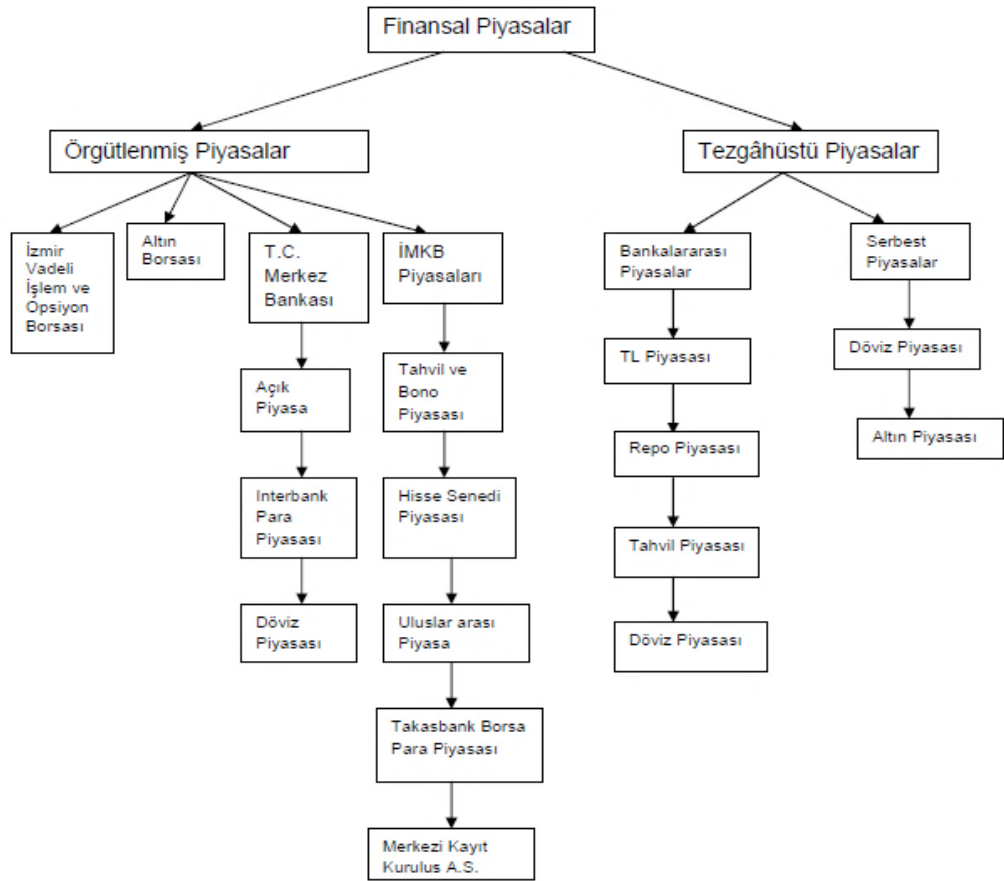 Finansal Piyasalar
Örgütlenmiş Piyasalar
Tezgâhüstü Piyasalar
İzmir
Vadeli
İşlem ve
Opsiyon
Borsası
Altın
Borsası
T.C.
Merkez
Bankası
İMKB
Piyasaları
Bankalararası
Piyasalar
Serbest
Piyasalar
Açık
Piyasa
Interbank
Para
Piyasası
Döviz
Piyasası
Tahvil ve
Bono
Piyasası
Hisse Senedi
Piyasası
Uluslar arası
Piyasa
Takasbank Borsa
Para Piyasası
Merkezi Kayıt
Kurulus A.S.
TL Piyasası
Repo Piyasası
Tahvil Piyasası
Döviz Piyasası
Döviz Piyasası
Altın Piyasası